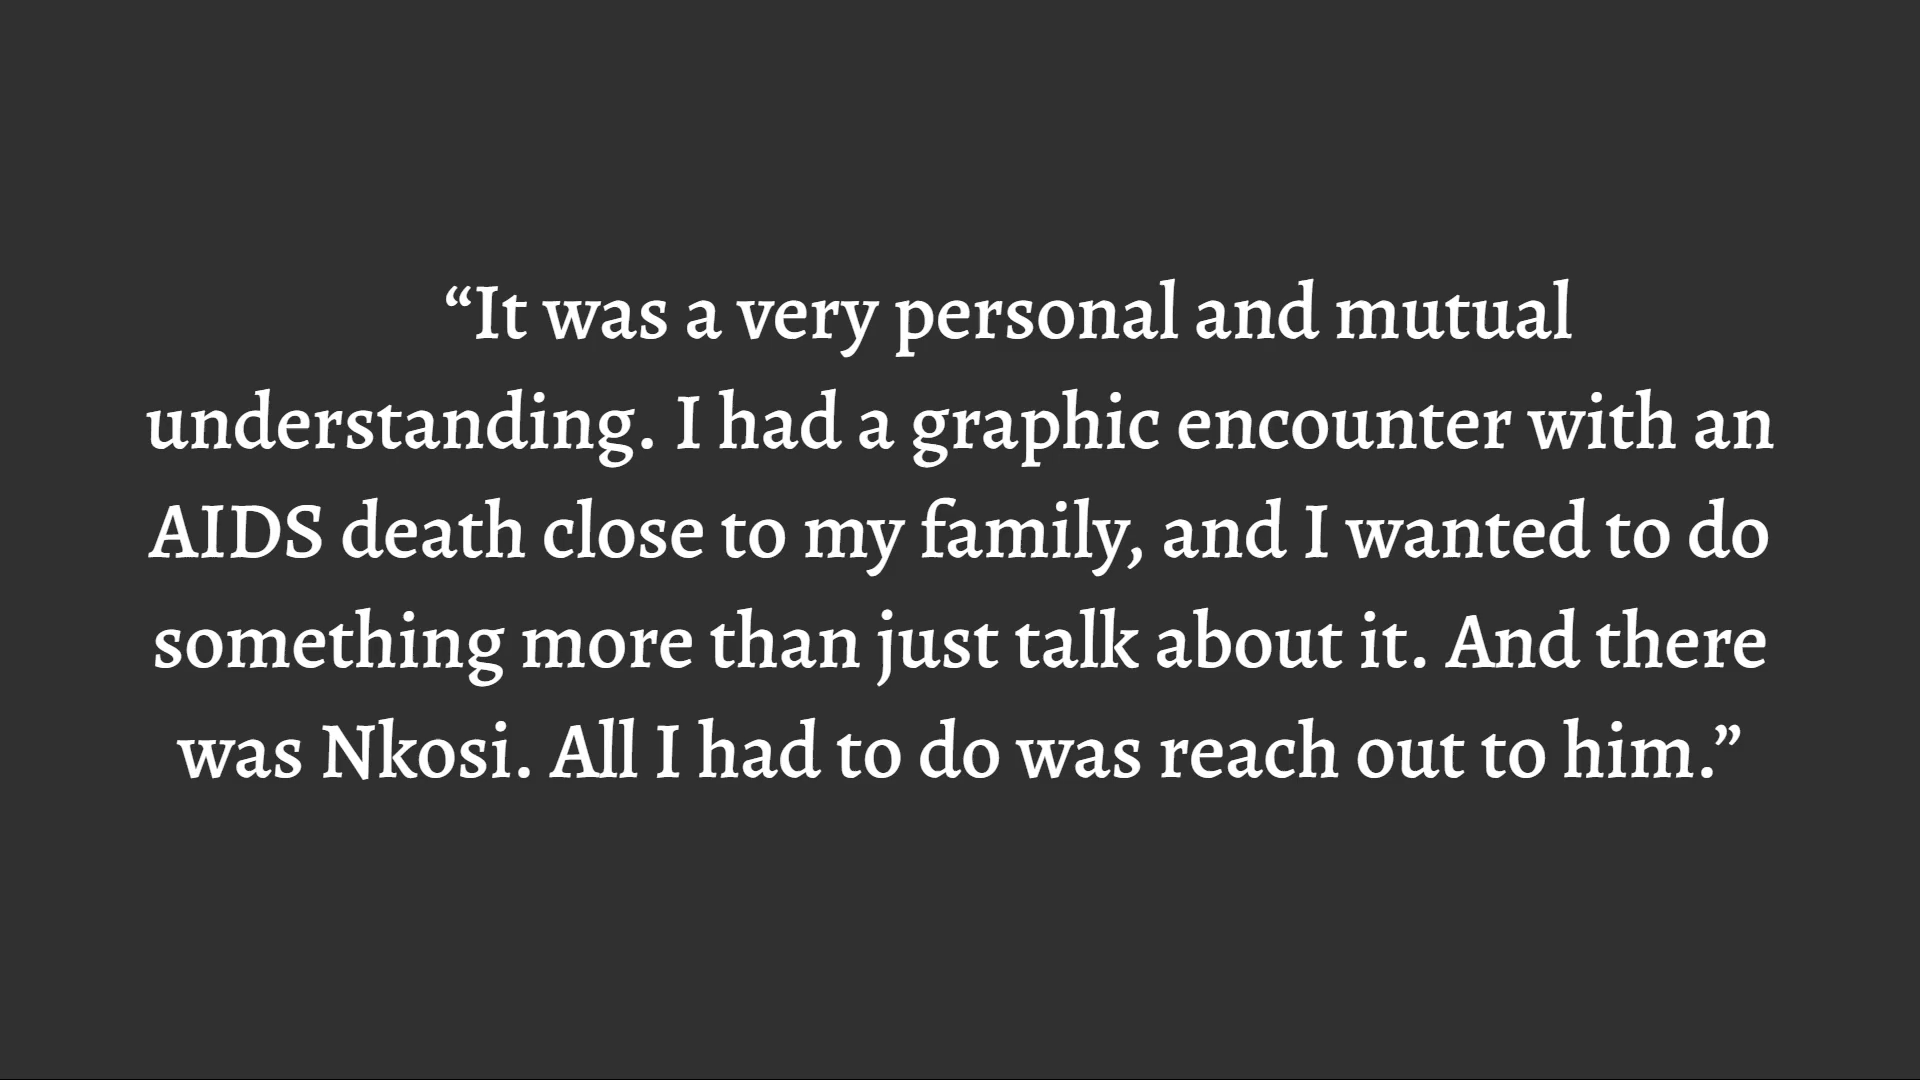 “It was a very personal and mutual
understanding. I had a graphic encounter with an
AIDS death close to my family, and I wanted to do
something more than just talk about it. And there
was Nkosi. All I had to do was reach out to him.”